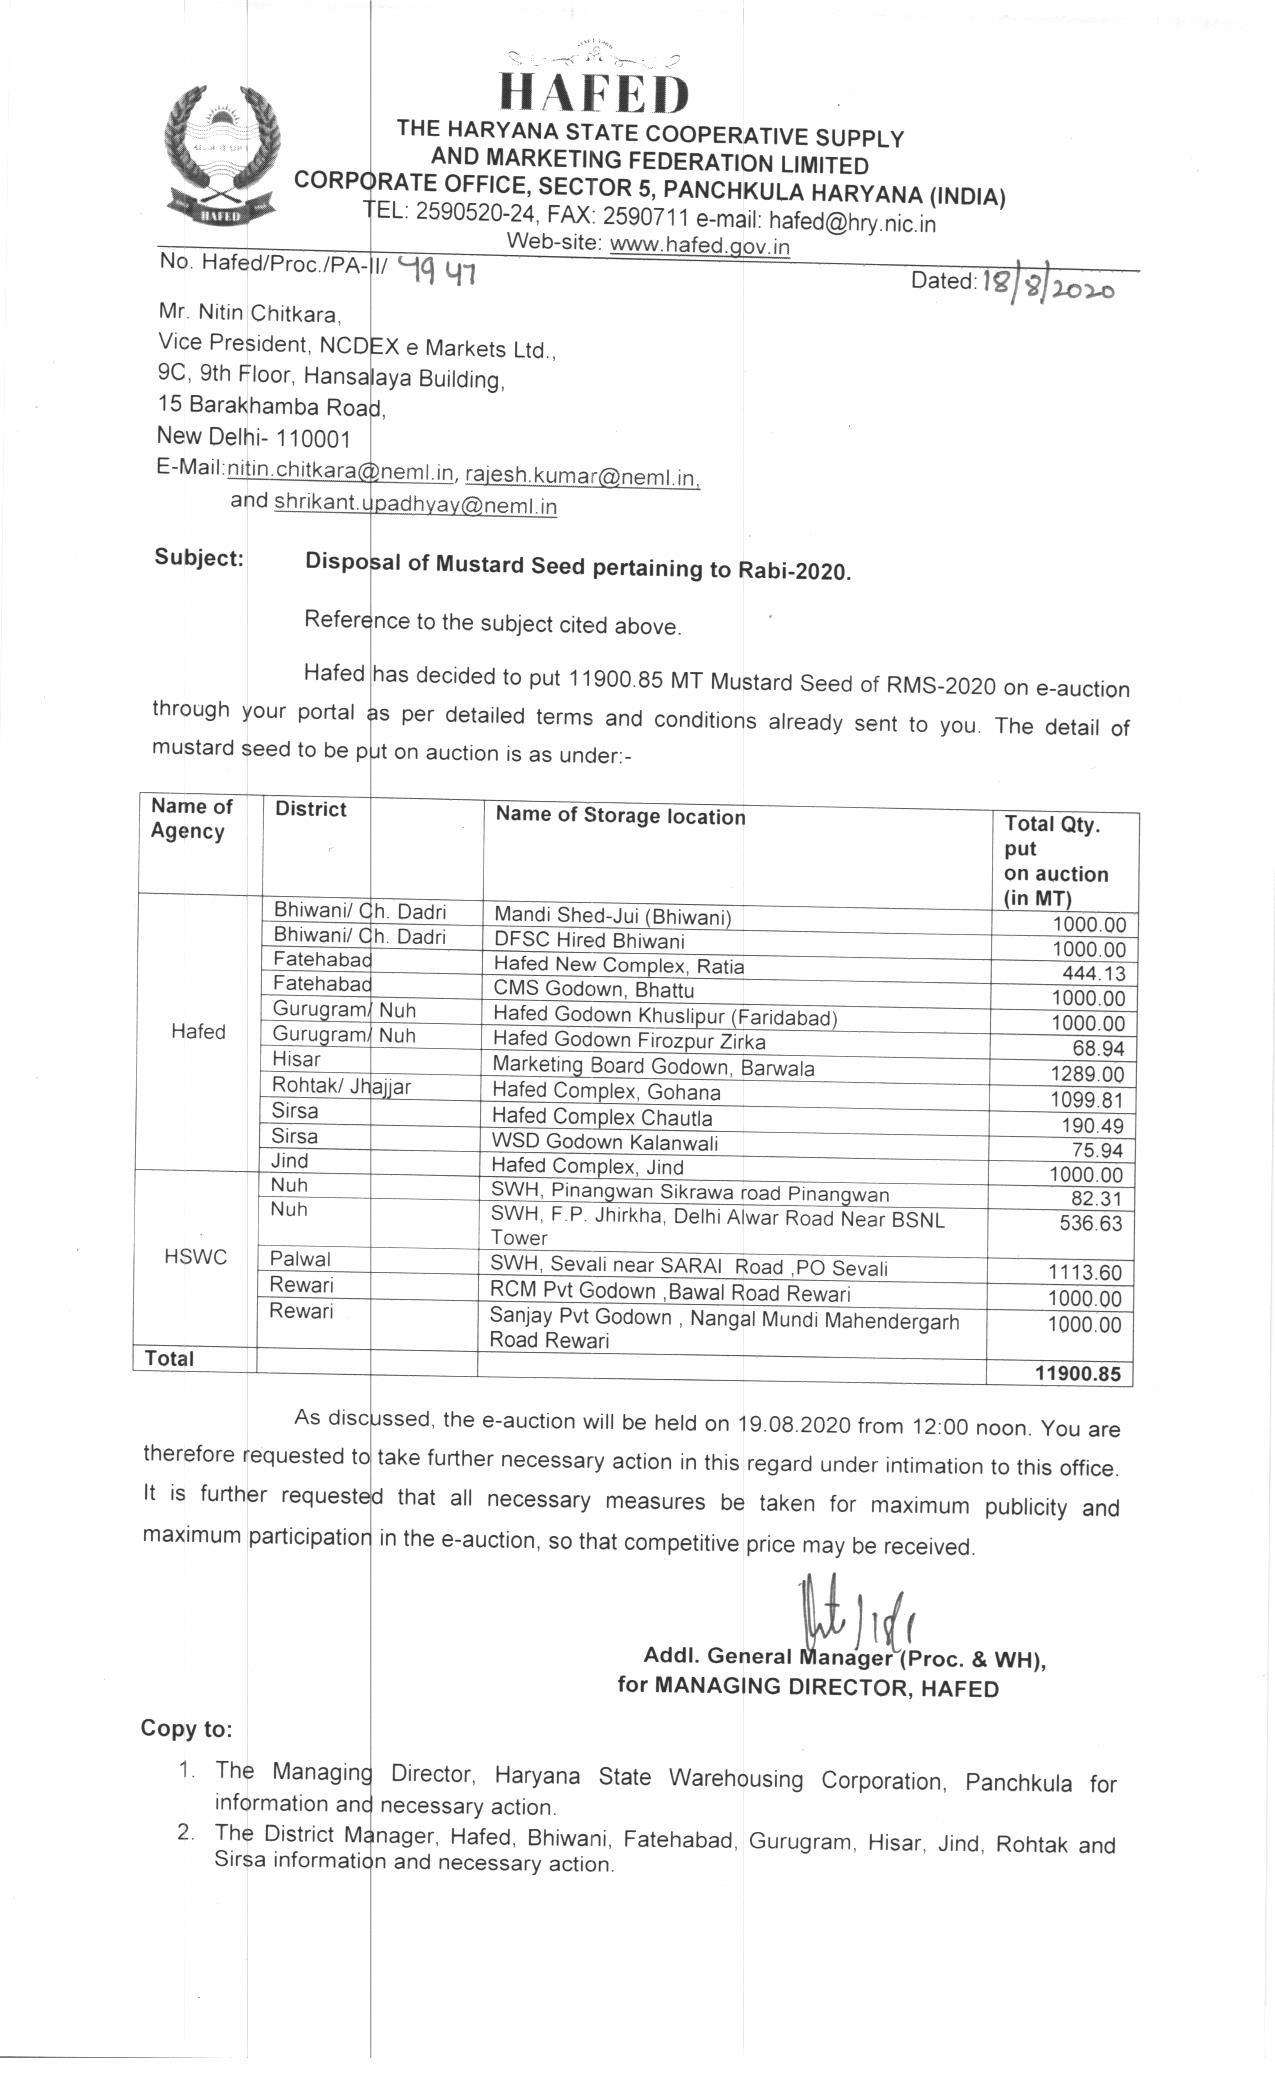 HAFED
THE HARYANA STATE COOPERATIVE SUPPLY
AND MARKETING FEDERATION LIMITED
CORPORATE OFFICE, SECTOR 5, PANCHKULA HARYANA (INDIA)
TEL: 2590520-24, FAX: 2590711 e-mail: hafed@hry.nic.in
Web-site: www.hafed.gov.in
HAFED
No. Hafed/Proc./PA-II/ 4947
Dated: 18/8/2020
Mr. Nitin Chitkara,
Vice President, NCDEX e Markets Ltd.,
9C, 9th Floor, Hansalaya Building,
15 Barakhamba Road,
New Delhi- 110001
E-Mail:nitin.chitkara@neml.in, rajesh.kumar@neml.in,
and shrikant.upadhyay@neml.in
Subject: Disposal of Mustard Seed pertaining to Rabi-2020.
Reference to the subject cited above.
Hafed has decided to put 11900.85 MT Mustard Seed of RMS-2020 on e-auction
through your portal as per detailed terms and conditions already sent to you. The detail of
mustard seed to be put on auction is as under:-
Name of Agency District Name of Storage location Total Qty. put on auction (in MT)
Hafed
Bhiwani/ Ch. Dadri Mandi Shed-Jui (Bhiwani) 1000.00
Bhiwani/ Ch. Dadri DFSC Hired Bhiwani 1000.00
Fatehabad Hafed New Complex, Ratia 444.13
Fatehabad CMS Godown, Bhattu 1000.00
Gurugram/ Nuh Hafed Godown Khuslipur (Faridabad) 1000.00
Gurugram/ Nuh Hafed Godown Firozpur Zirka 68.94
Hisar Marketing Board Godown, Barwala 1289.00
Rohtak/ Jhajjar Hafed Complex, Gohana 1099.81
Sirsa Hafed Complex Chautla 190.49
Sirsa WSD Godown Kalanwali 75.94
Jind Hafed Complex, Jind 1000.00
HSWC
Nuh SWH, Pinangwan Sikrawa road Pinangwan 82.31
Nuh SWH, F.P. Jhirkha, Delhi Alwar Road Near BSNL 536.63
Tower
Palwal SWH, Sevali near SARAI Road ,PO Sevali 1113.60
Rewari RCM Pvt Godown ,Bawal Road Rewari 1000.00
Rewari Sanjay Pvt Godown , Nangal Mundi Mahendergarh 1000.00
Road Rewari
Total 11900.85
As discussed, the e-auction will be held on 19.08.2020 from 12:00 noon. You are
therefore requested to take further necessary action in this regard under intimation to this office.
It is further requested that all necessary measures be taken for maximum publicity and
maximum participation in the e-auction, so that competitive price may be received.
Addl. General Manager (Proc. & WH),
for MANAGING DIRECTOR, HAFED
Copy to:
1. The Managing Director, Haryana State Warehousing Corporation, Panchkula for
information and necessary action.
2. The District Manager, Hafed, Bhiwani, Fatehabad, Gurugram, Hisar, Jind, Rohtak and
Sirsa information and necessary action.